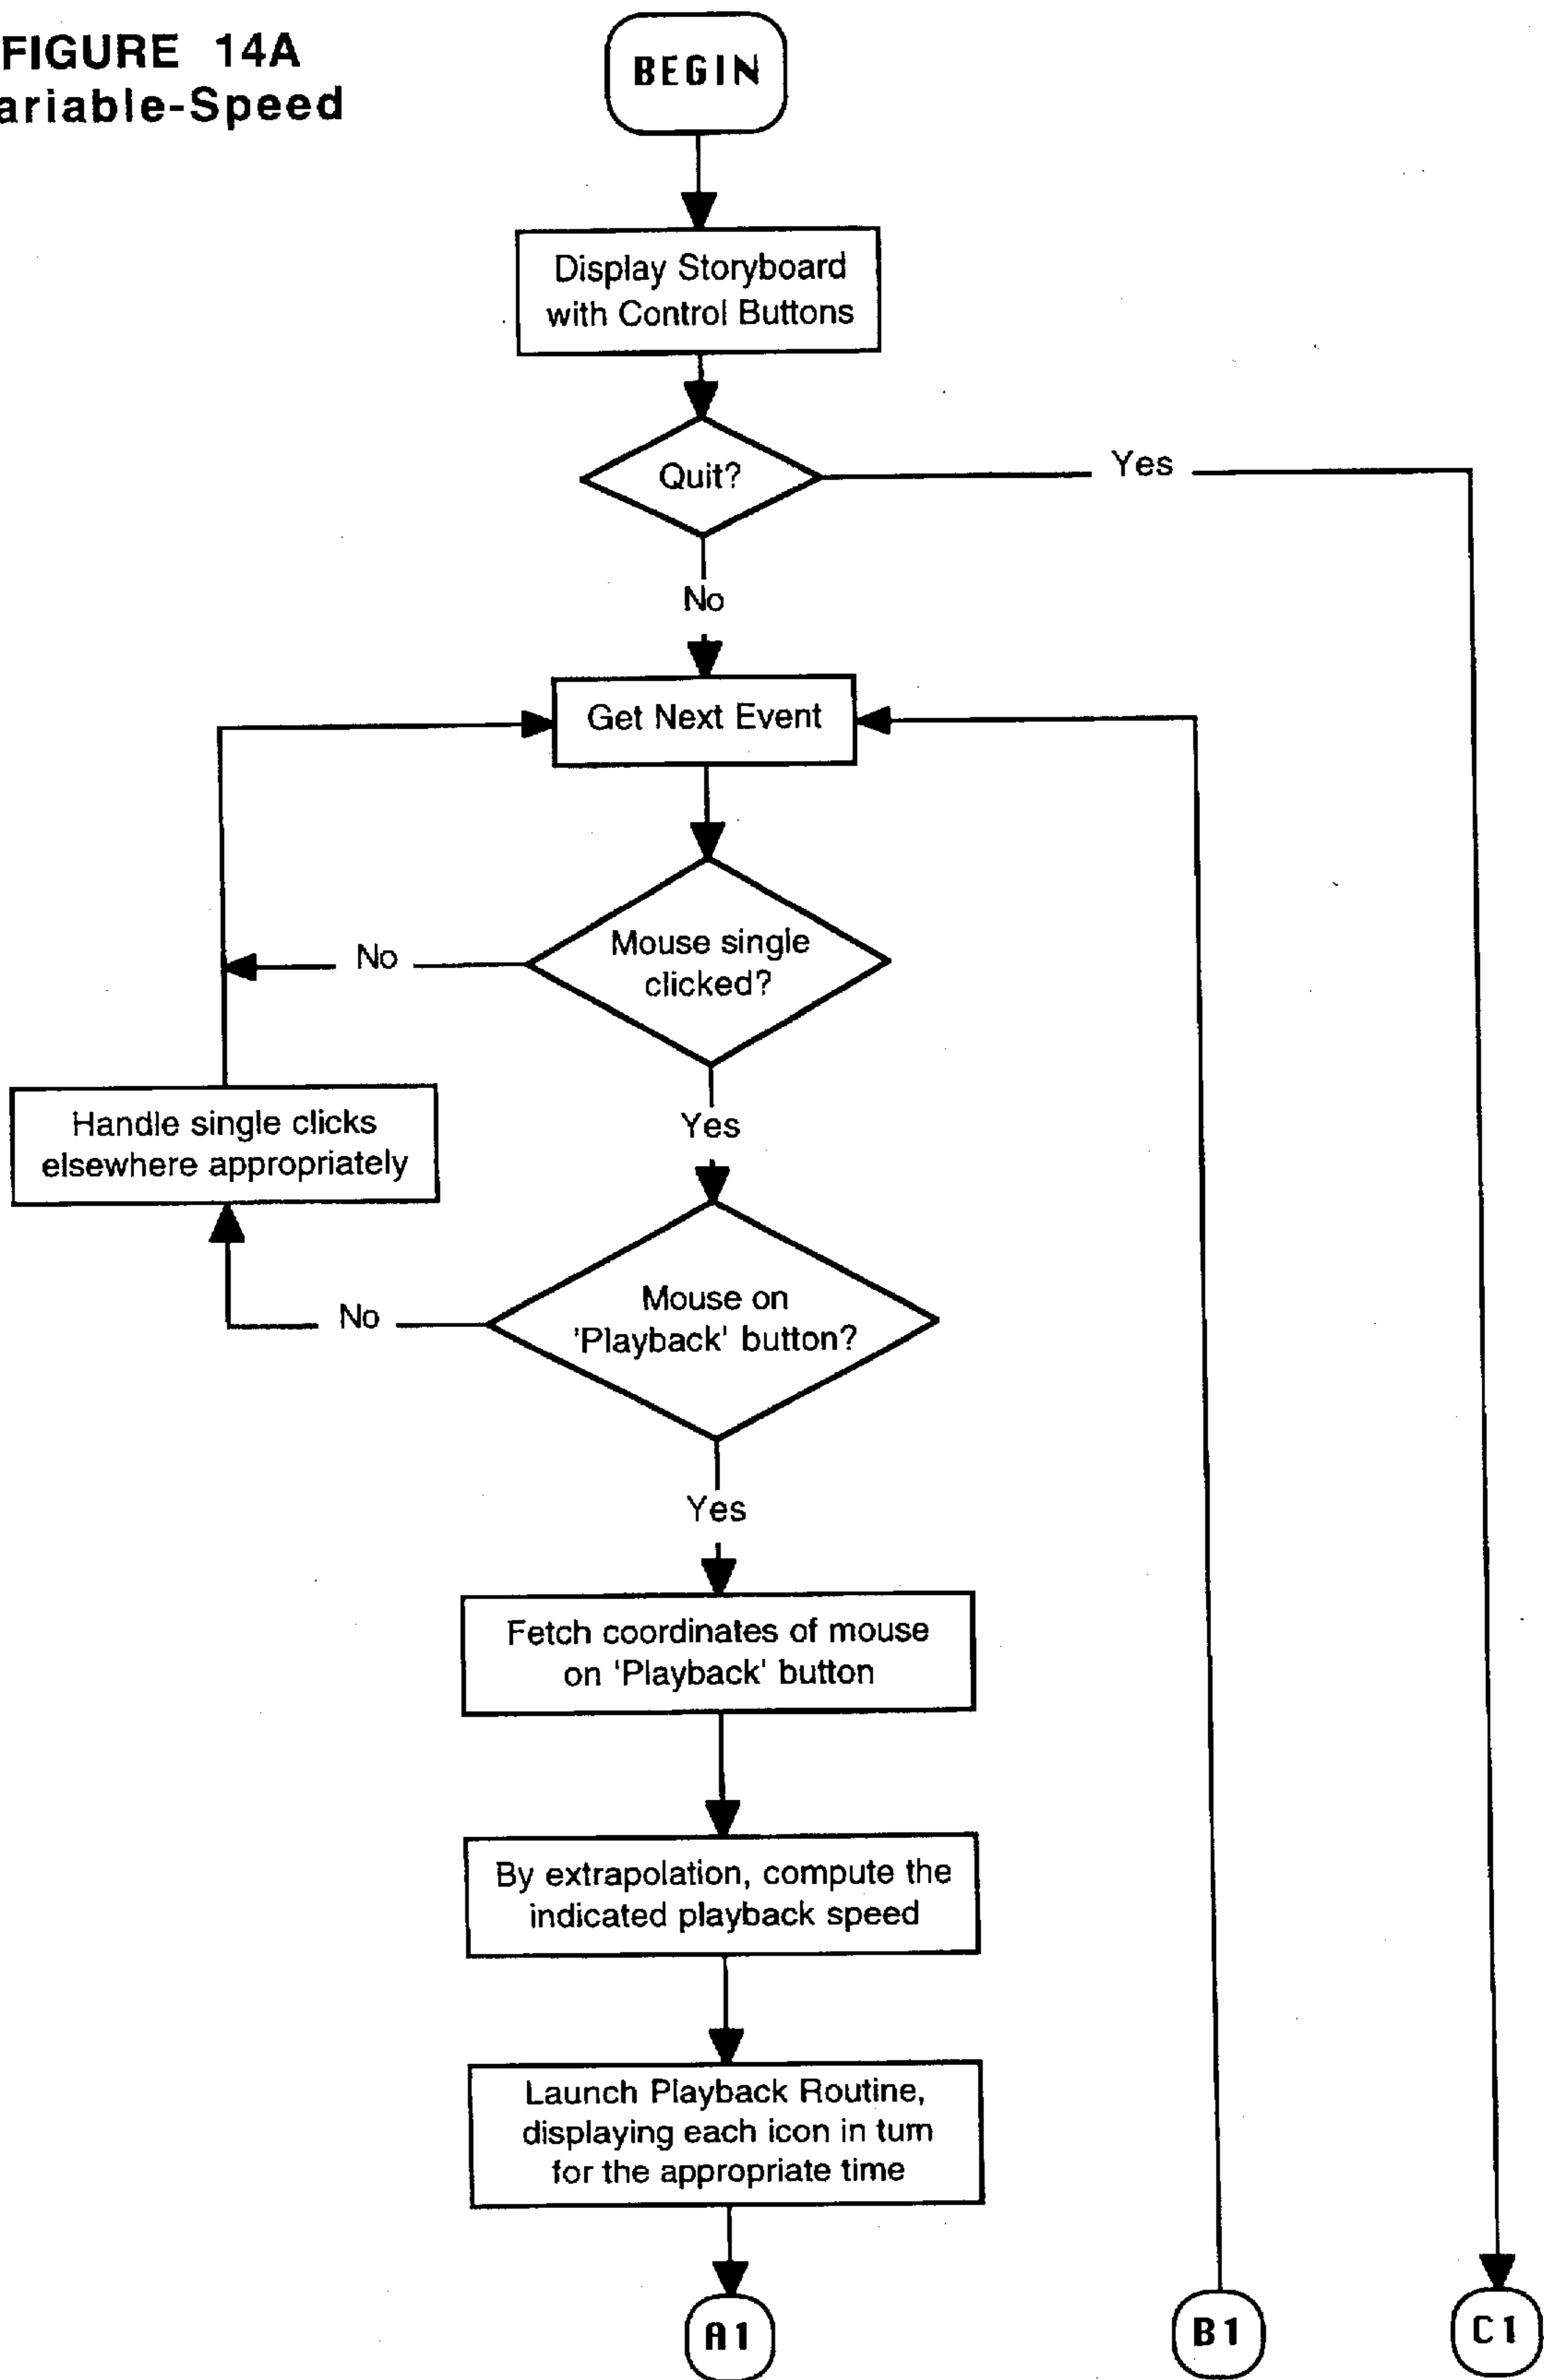 FIGURE 14A
ariable-Speed
BEGIN
Display Storyboard
with Control Buttons
Quit?
Yes
No
Get Next Event
Mouse single
clicked?
No
Yes
Handle single clicks
elsewhere appropriately
Mouse on
'Playback' button?
No
Yes
Fetch coordinates of mouse
on 'Playback' button
By extrapolation, compute the
indicated playback speed
Launch Playback Routine,
displaying each icon in turn
for the appropriate time
A1
B1
C1